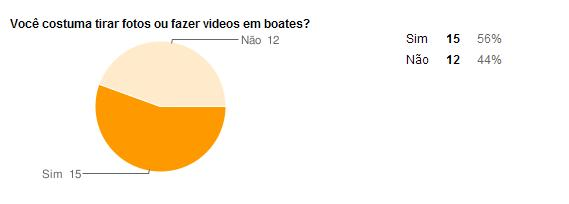 Você costuma tirar fotos ou fazer videos em boates?
Não 12
Sim 15
Sim 15 56%
Não 12 44%